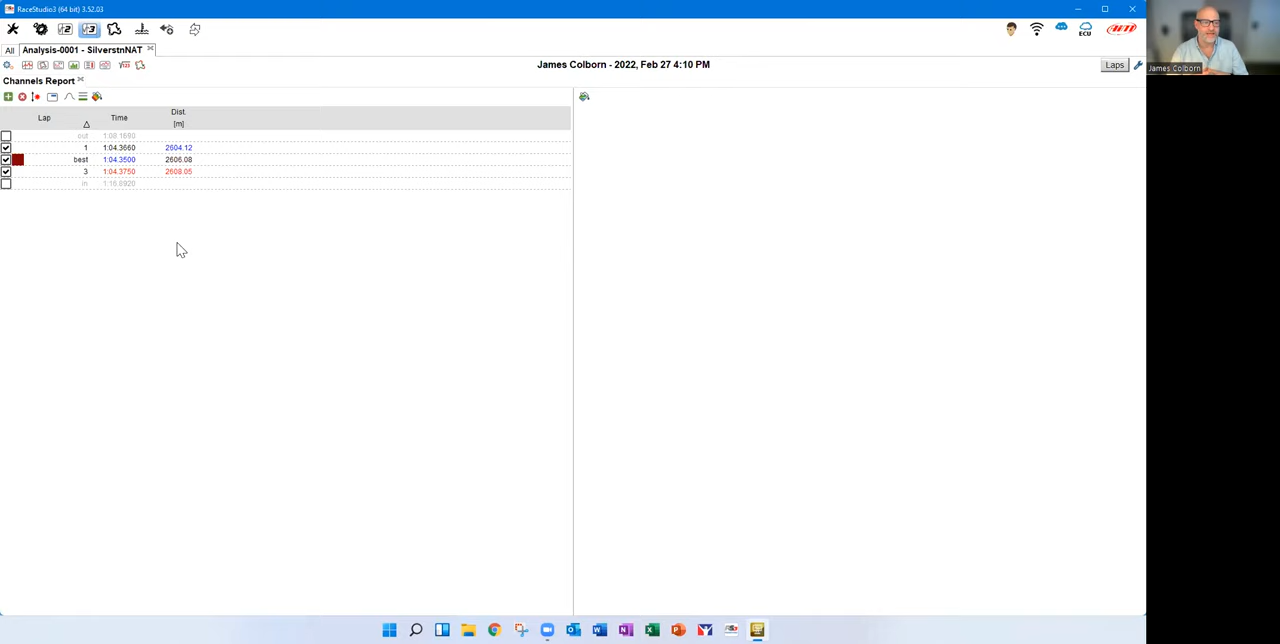 RaceStudio3 (64 bit) 3.52.03
All Analysis-0001 - SilverstnNAT
James Colborn - 2022, Feb 27 4:10 PM
Laps
Channels Report
Lap Time Dist. [m]
out 1:08.1690
1 1:04.3660 2604.12
best 1:04.3500 2606.08
3 1:04.3750 2608.05
in 1:16.8920
ECU
James Colborn